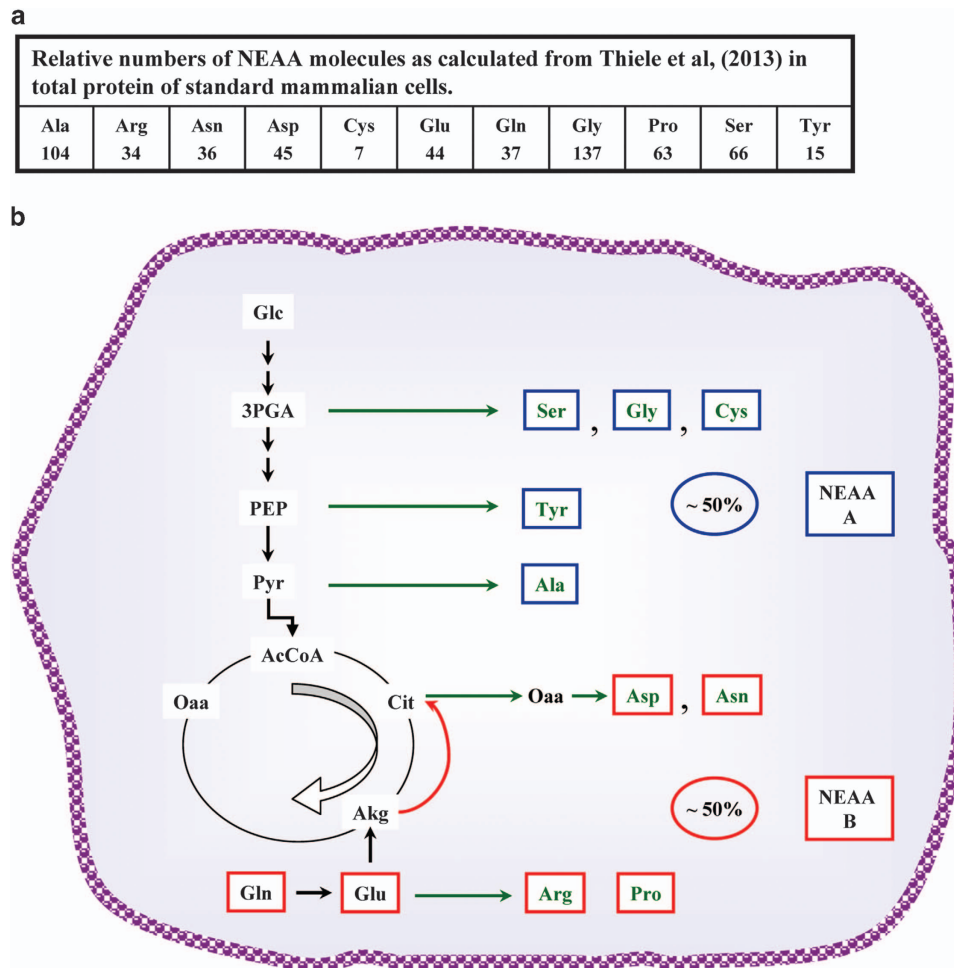 a
Relative numbers of NEAA molecules as calculated from Thiele et al, (2013) in
total protein of standard mammalian cells.
Ala Arg Asn Asp Cys Glu Gln Gly Pro Ser Tyr
104 34 36 45 7 44 37 137 63 66 15
b
Glc
3PGA Ser , Gly , Cys
PEP Tyr ~ 50% NEAA
A
Pyr Ala
AcCoA
Oaa Cit Oaa Asp , Asn
Akg ~ 50% NEAA
B
Gln Glu Arg Pro